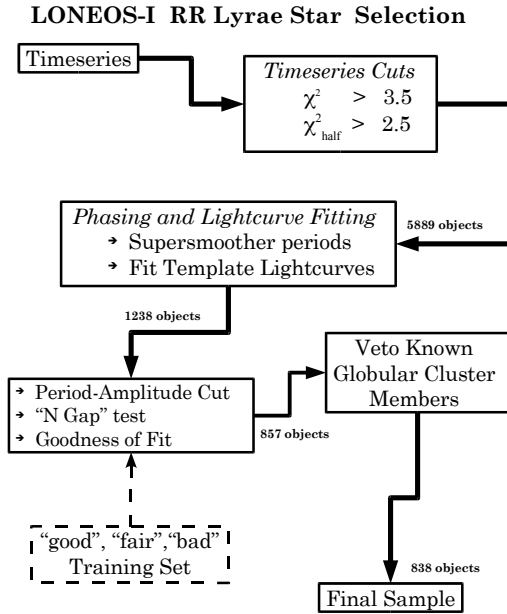 LONEOS-I RR Lyrae Star Selection
Timeseries
Timeseries Cuts
χ² > 3.5
χ²half > 2.5
5889 objects
Phasing and Lightcurve Fitting
➔ Supersmoother periods
➔ Fit Template Lightcurves
1238 objects
➔ Period-Amplitude Cut
➔ “N Gap” test
➔ Goodness of Fit
857 objects
Veto Known
Globular Cluster
Members
“good”, “fair”,“bad”
Training Set
838 objects
Final Sample